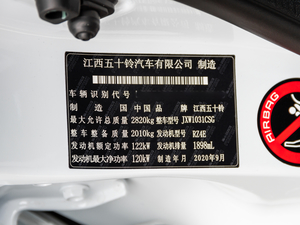 江西五十铃汽车有限公司 制造
车辆识别代号
制造国 中国 品牌 江西五十铃
最大允许总质量 2820kg 整车型号 JXW1031CSG
整车整备质量 2010kg 发动机型号 RZ4E
发动机额定功率 122kW 发动机排量 1898mL
发动机最大净功率 120kW 制造年月 2020年9月
AIRBAG